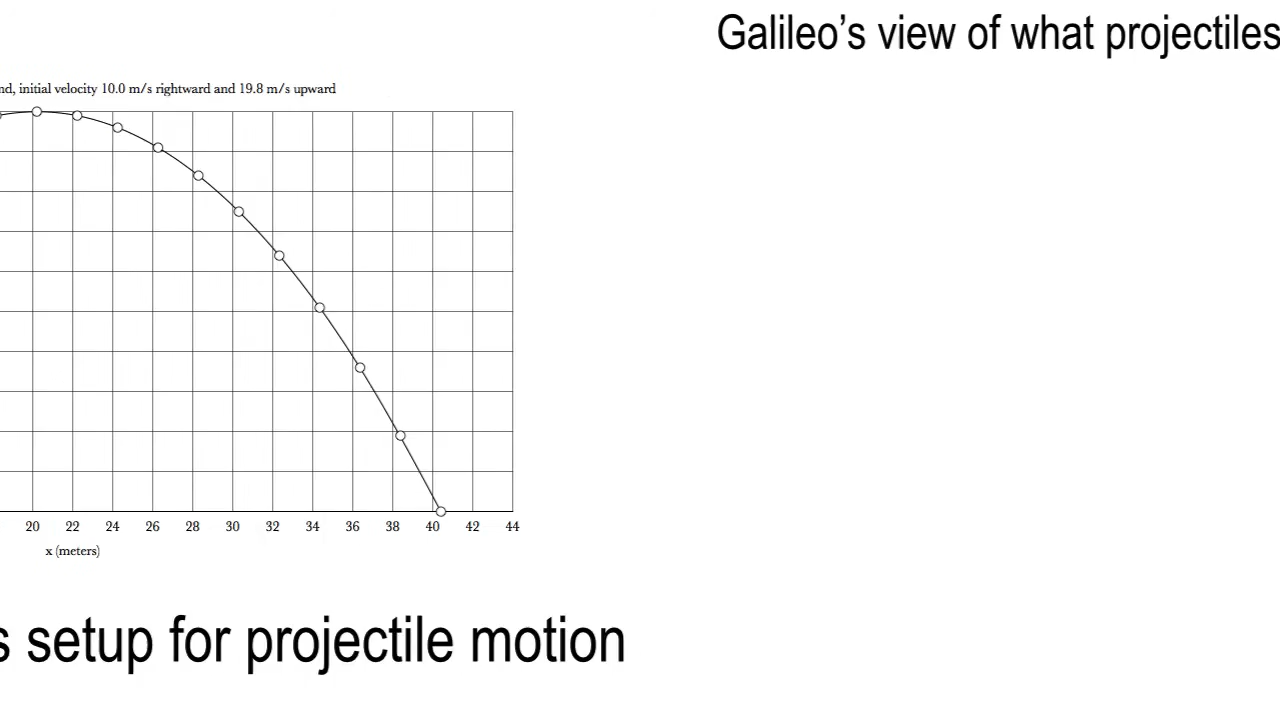 Galileo’s view of what projectiles
nd, initial velocity 10.0 m/s rightward and 19.8 m/s upward
20 22 24 26 28 30 32 34 36 38 40 42 44
x (meters)
s setup for projectile motion